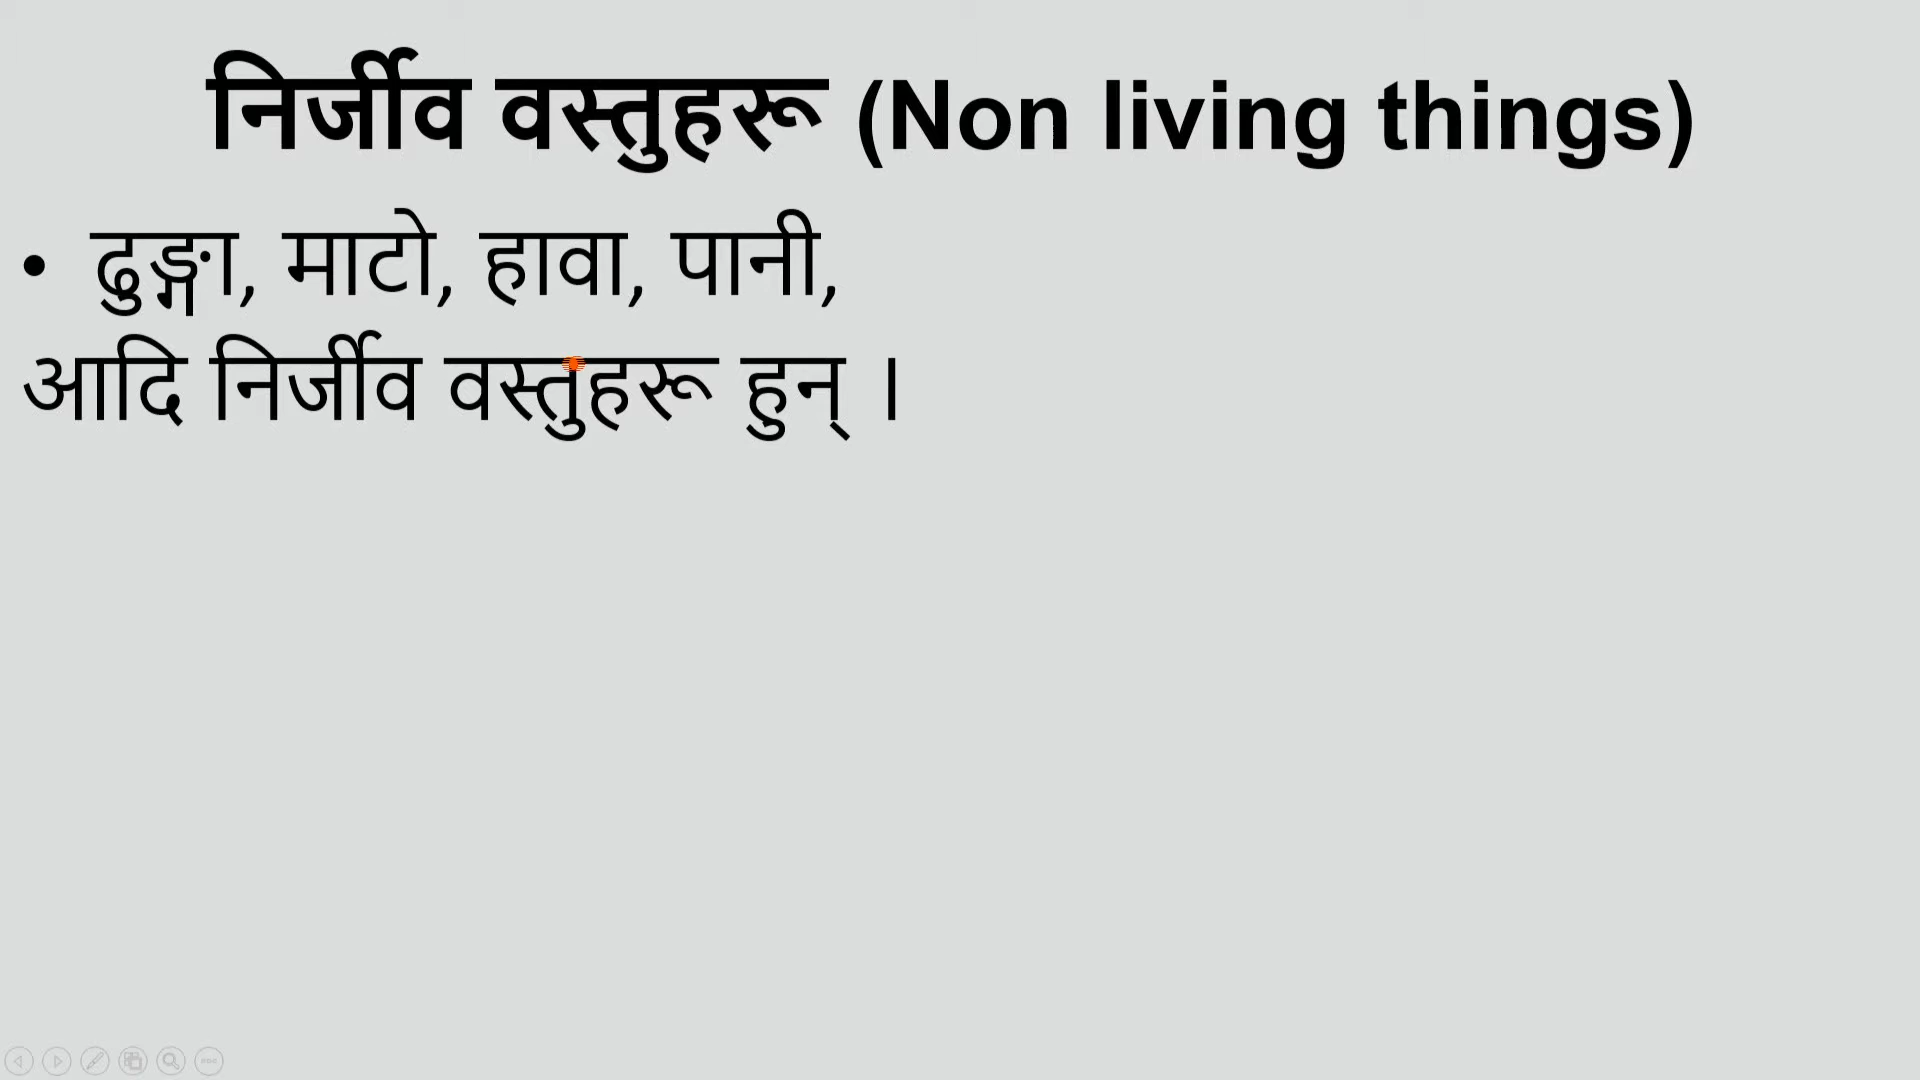 निर्जीव वस्तुहरू (Non living things)
• ढुङ्गा, माटो, हावा, पानी,
आदि निर्जीव वस्तुहरू हुन् ।